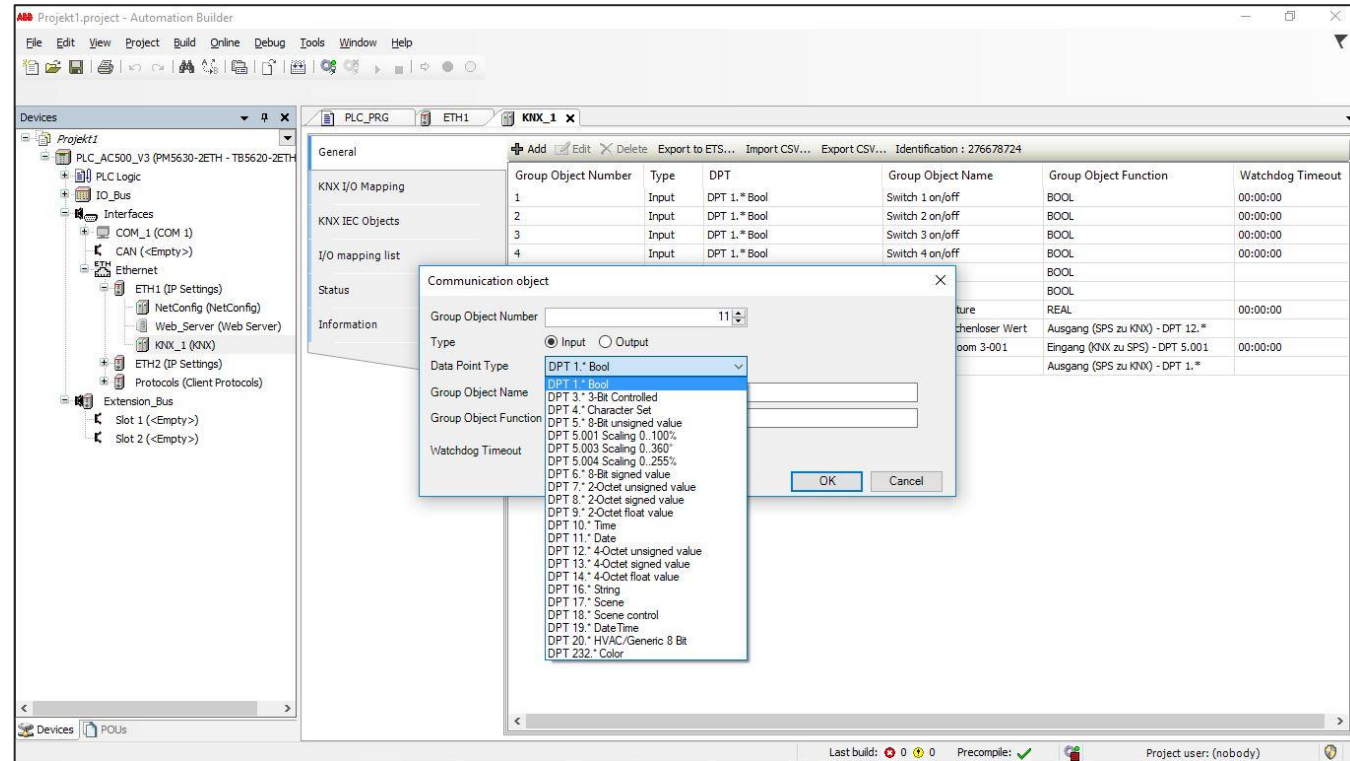 ABB Projekt1.project - Automation Builder
File Edit View Project Build Online Debug Tools Window Help
Devices
Projekt1
PLC_AC500_V3 (PM5630-2ETH - TB5620-2ETH
PLC Logic
IO_Bus
Interfaces
COM_1 (COM 1)
CAN (<Empty>)
ETH Ethernet
ETH1 (IP Settings)
NetConfig (NetConfig)
Web_Server (Web Server)
KNX_1 (KNX)
ETH2 (IP Settings)
Protocols (Client Protocols)
Extension_Bus
Slot 1 (<Empty>)
Slot 2 (<Empty>)
Devices POUs
PLC_PRG ETH1 KNX_1
General
KNX I/O Mapping
KNX IEC Objects
I/O mapping list
Status
Information
Add Edit Delete Export to ETS... Import CSV... Export CSV... Identification : 276678724
Group Object Number Type DPT Group Object Name Group Object Function Watchdog Timeout
1 Input DPT 1.* Bool Switch 1 on/off BOOL 00:00:00
2 Input DPT 1.* Bool Switch 2 on/off BOOL 00:00:00
3 Input DPT 1.* Bool Switch 3 on/off BOOL 00:00:00
4 Input DPT 1.* Bool Switch 4 on/off BOOL 00:00:00
BOOL
BOOL
ture REAL 00:00:00
chenloser Wert Ausgang (SPS zu KNX) - DPT 12.*
oom 3-001 Eingang (KNX zu SPS) - DPT 5.001 00:00:00
Ausgang (SPS zu KNX) - DPT 1.*
Communication object
Group Object Number 11
Type Input Output
Data Point Type DPT 1.* Bool
Group Object Name
Group Object Function
Watchdog Timeout
DPT 1.* Bool
DPT 3.* 3-Bit Controlled
DPT 4.* Character Set
DPT 5.* 8-Bit unsigned value
DPT 5.001 Scaling 0..100%
DPT 5.003 Scaling 0..360°
DPT 5.004 Scaling 0..255%
DPT 6.* 8-Bit signed value
DPT 7.* 2-Octet unsigned value
DPT 8.* 2-Octet signed value
DPT 9.* 2-Octet float value
DPT 10.* Time
DPT 11.* Date
DPT 12.* 4-Octet unsigned value
DPT 13.* 4-Octet signed value
DPT 14.* 4-Octet float value
DPT 16.* String
DPT 17.* Scene
DPT 18.* Scene control
DPT 19.* DateTime
DPT 20.* HVAC/Generic 8 Bit
DPT 232.* Color
OK Cancel
Last build: 0 0 Precompile: Project user: (nobody)